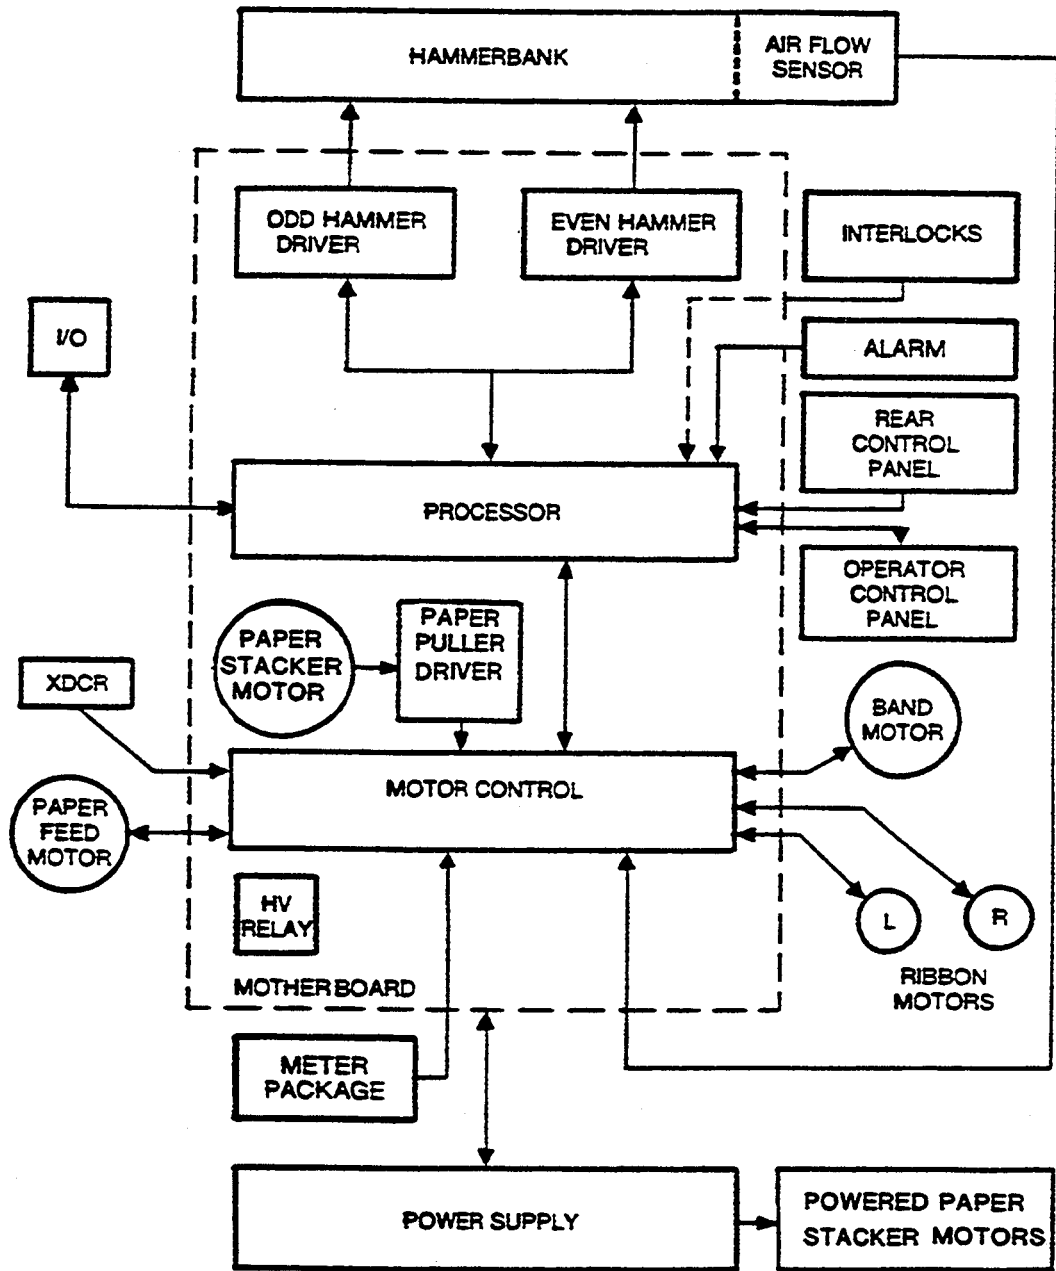 HAMMERBANK
AIR FLOW
SENSOR
ODD HAMMER
DRIVER
EVEN HAMMER
DRIVER
INTERLOCKS
I/O
ALARM
REAR
CONTROL
PANEL
PROCESSOR
OPERATOR
CONTROL
PANEL
PAPER
STACKER
MOTOR
PAPER
PULLER
DRIVER
XDCR
BAND
MOTOR
MOTOR CONTROL
PAPER
FEED
MOTOR
HV
RELAY
L
R
RIBBON
MOTORS
MOTHER BOARD
METER
PACKAGE
POWER SUPPLY
POWERED PAPER
STACKER MOTORS